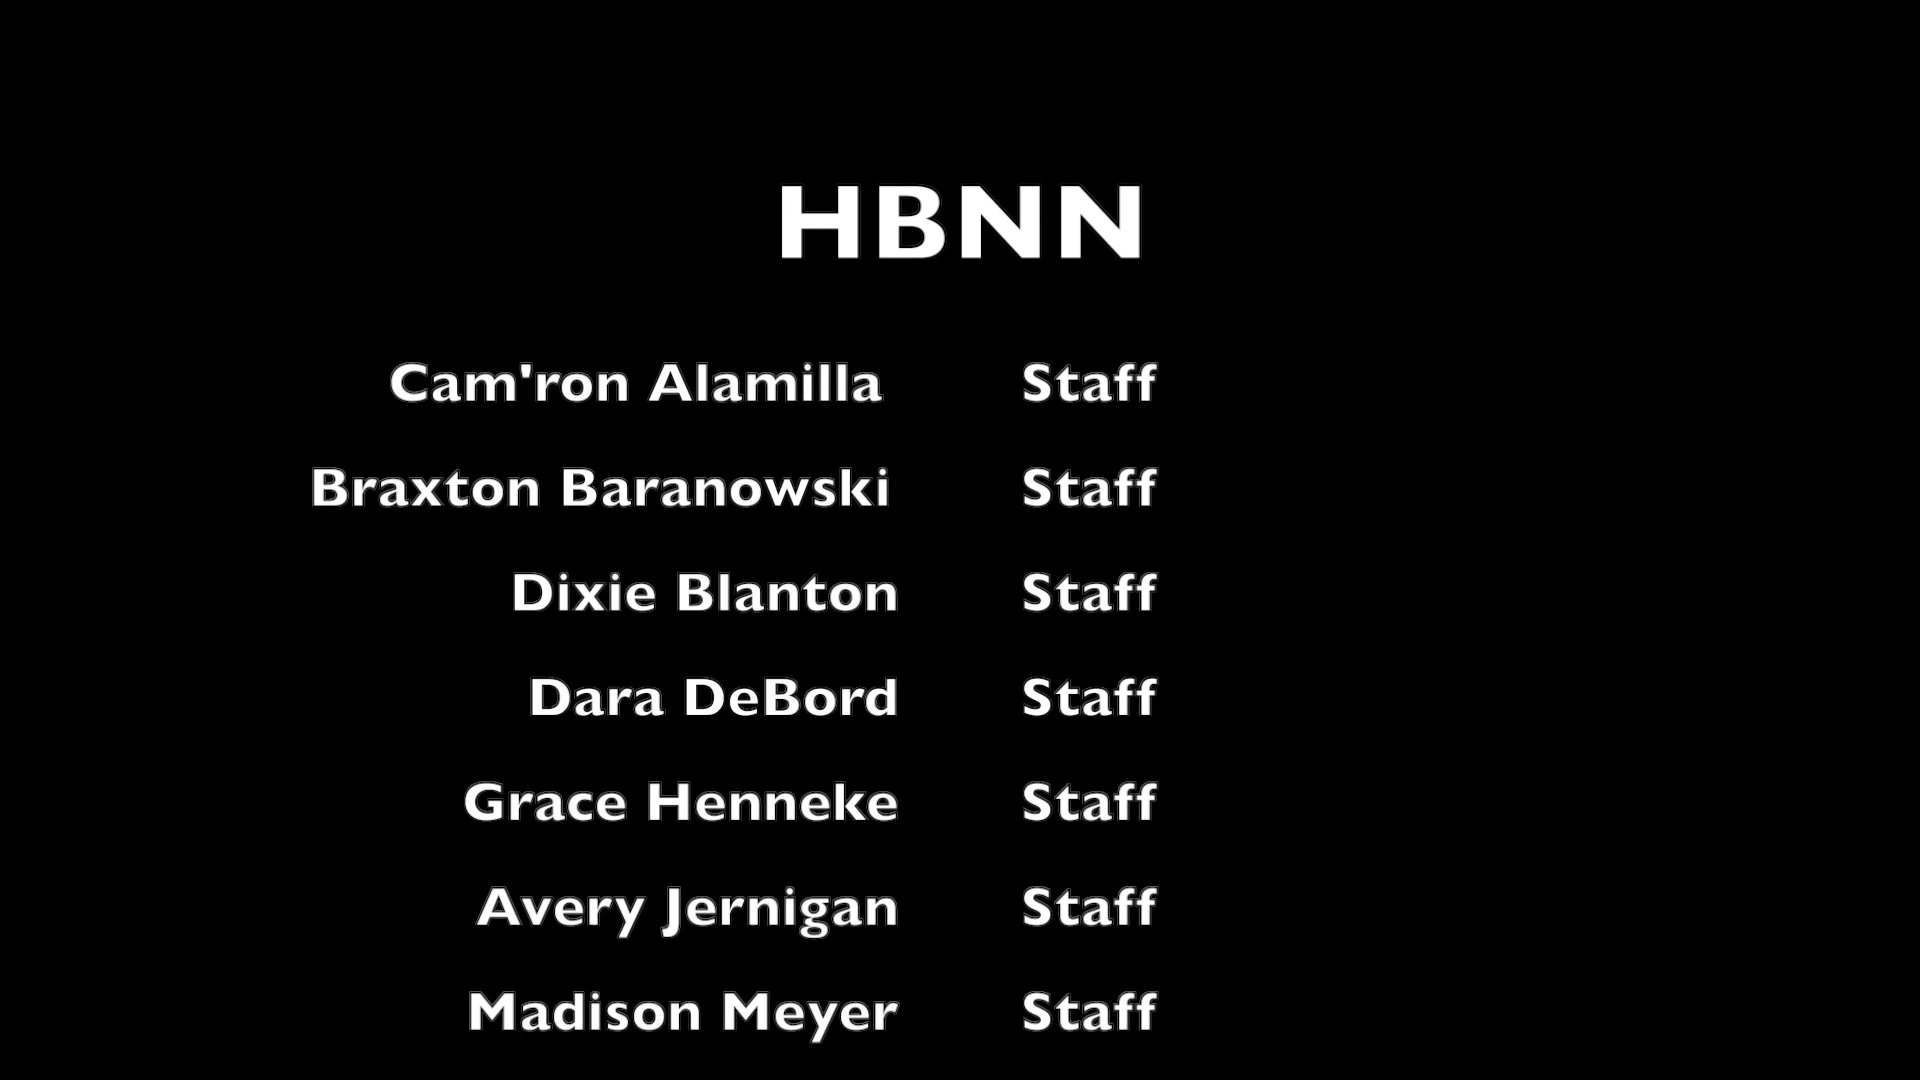 HBNN
Cam'ron Alamilla Staff
Braxton Baranowski Staff
Dixie Blanton Staff
Dara DeBord Staff
Grace Henneke Staff
Avery Jernigan Staff
Madison Meyer Staff